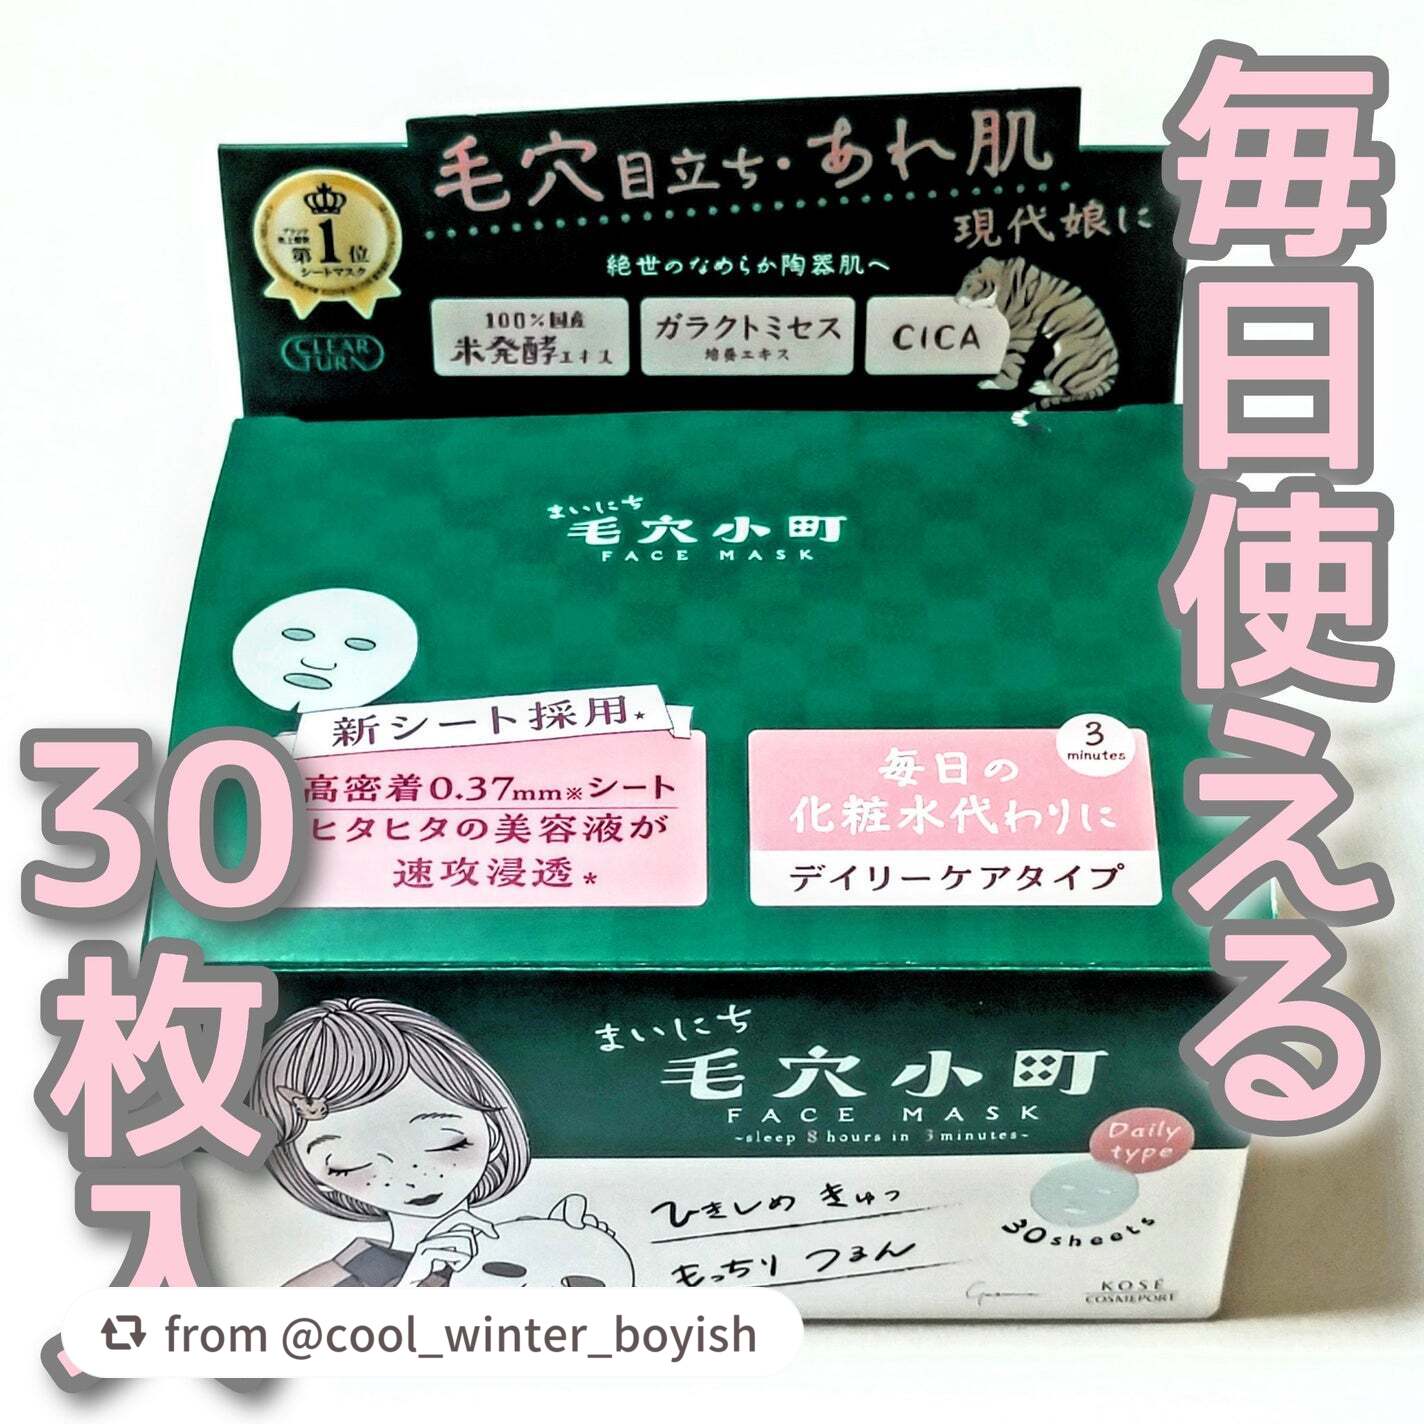 毎日使える
30枚入
毛穴目立ち・あれ肌
現代娘に
第1位
シートマスク
絶世のなめらか陶器肌へ
CLEAR TURN
100%国産
米発酵エキス
ガラクトミセス
培養エキス
CICA
まいにち
毛穴小町
FACE MASK
新シート採用★
高密着0.37mm※シート
ヒタヒタの美容液が
速攻浸透*
3
minutes
毎日の
化粧水代わりに
デイリーケアタイプ
まいにち
毛穴小町
FACE MASK
~sleep 8 hours in 3 minutes~
Daily
type
30sheets
ひきしめ きゅっ
もっちり つるん
KOSÉ
COSMEPORT
from @cool_winter_boyish